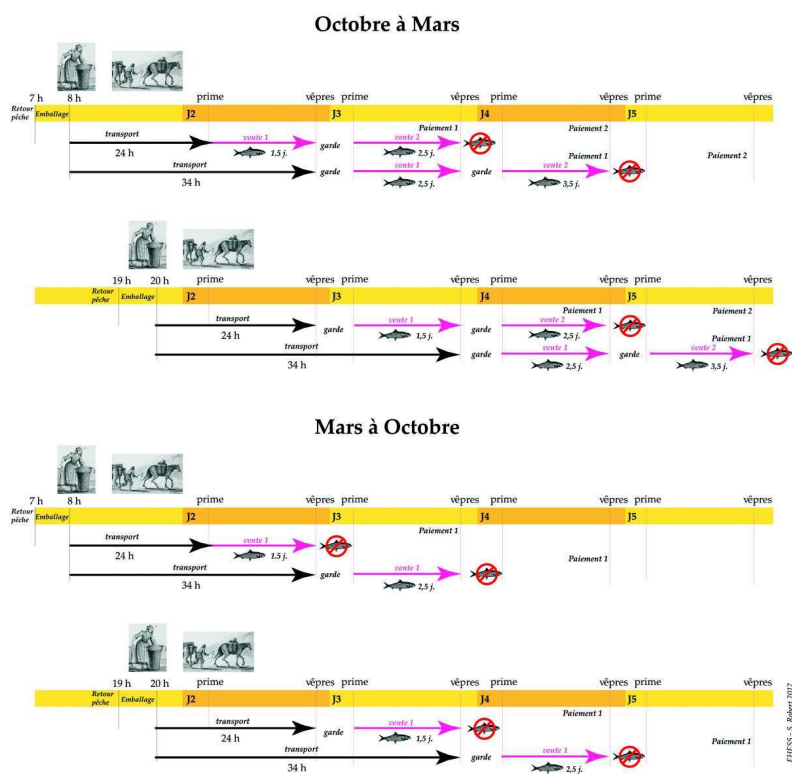 Octobre à Mars
7 h 8 h prime vêpres prime vêpres prime vêpres prime vêpres
Retour pêche Emballage J2 J3 J4 J5
transport vente 1 garde vente 2 Paiement 1 Paiement 2
24 h 1.5 j. 2.5 j.
transport garde vente 1 garde vente 2 Paiement 1 Paiement 2
34 h 2,5 j. 3,5 j.
19 h 20 h prime vêpres prime vêpres prime vêpres prime vêpres
Retour pêche Emballage J2 J3 J4 J5
transport garde vente 1 garde vente 2 Paiement 1 Paiement 2
24 h 1,5 j. 2,5 j.
transport garde vente 1 garde vente 2 Paiement 1
34 h 2,5 j. 3,5 j.
Mars à Octobre
7 h 8 h prime vêpres prime vêpres prime vêpres prime vêpres
Retour pêche Emballage J2 J3 J4 J5
transport vente 1 Paiement 1
24 h 1.5 j.
transport garde vente 1 Paiement 1
34 h 2,5 j.
19 h 20 h prime vêpres prime vêpres prime vêpres prime vêpres
Retour pêche Emballage J2 J3 J4 J5
transport garde vente 1 Paiement 1
24 h 1,5 j.
transport garde vente 1 Paiement 1
34 h 2,5 j.
EHESS - S. Robert 2017